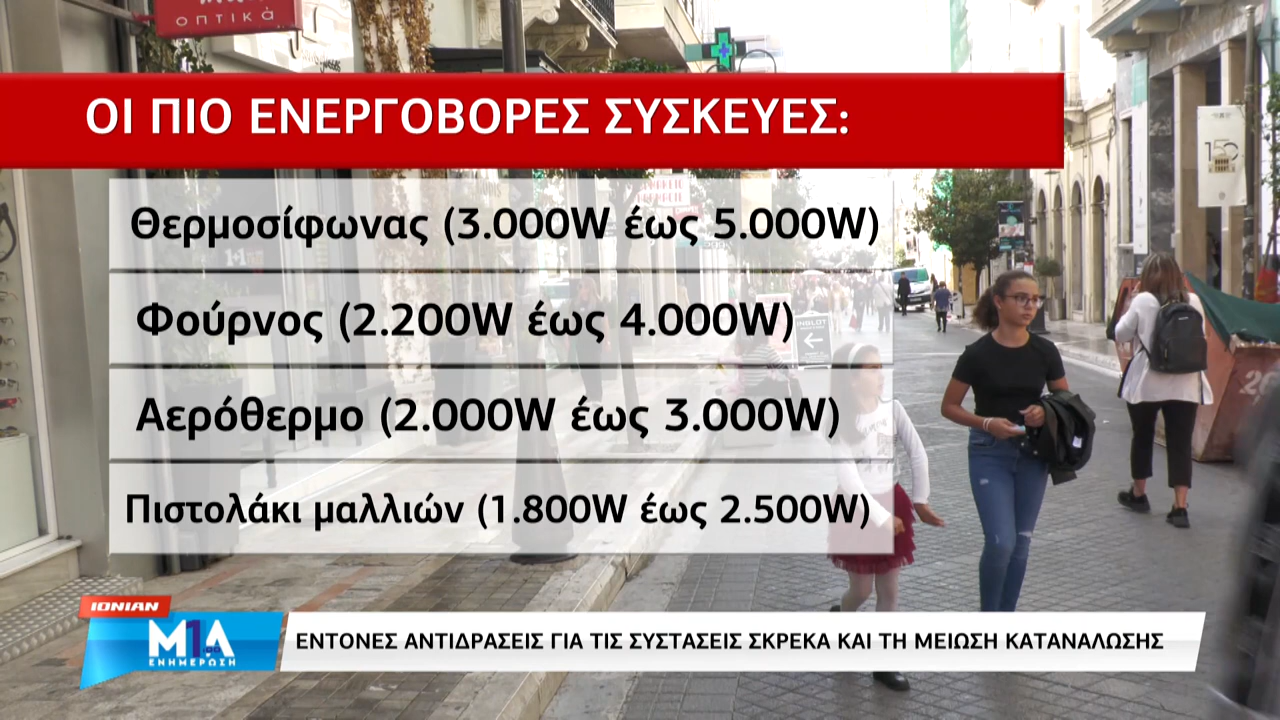 οπτικά
ΟΙ ΠΙΟ ΕΝΕΡΓΟΒΟΡΕΣ ΣΥΣΚΕΥΕΣ:
Θερμοσίφωνας (3.000W έως 5.000W)
Φούρνος (2.200W έως 4.000W)
INBLOT
Αερόθερμο (2.000W έως 3.000W)
Πιστολάκι μαλλιών (1.800W έως 2.500W)
IONIAN
ΜΙΑ
ΕΝΗΜΕΡΩΣΗ
ΕΝΤΟΝΕΣ ΑΝΤΙΔΡΑΣΕΙΣ ΓΙΑ ΤΙΣ ΣΥΣΤΑΣΕΙΣ ΣΚΡΕΚΑ ΚΑΙ ΤΗ ΜΕΙΩΣΗ ΚΑΤΑΝΑΛΩΣΗΣ